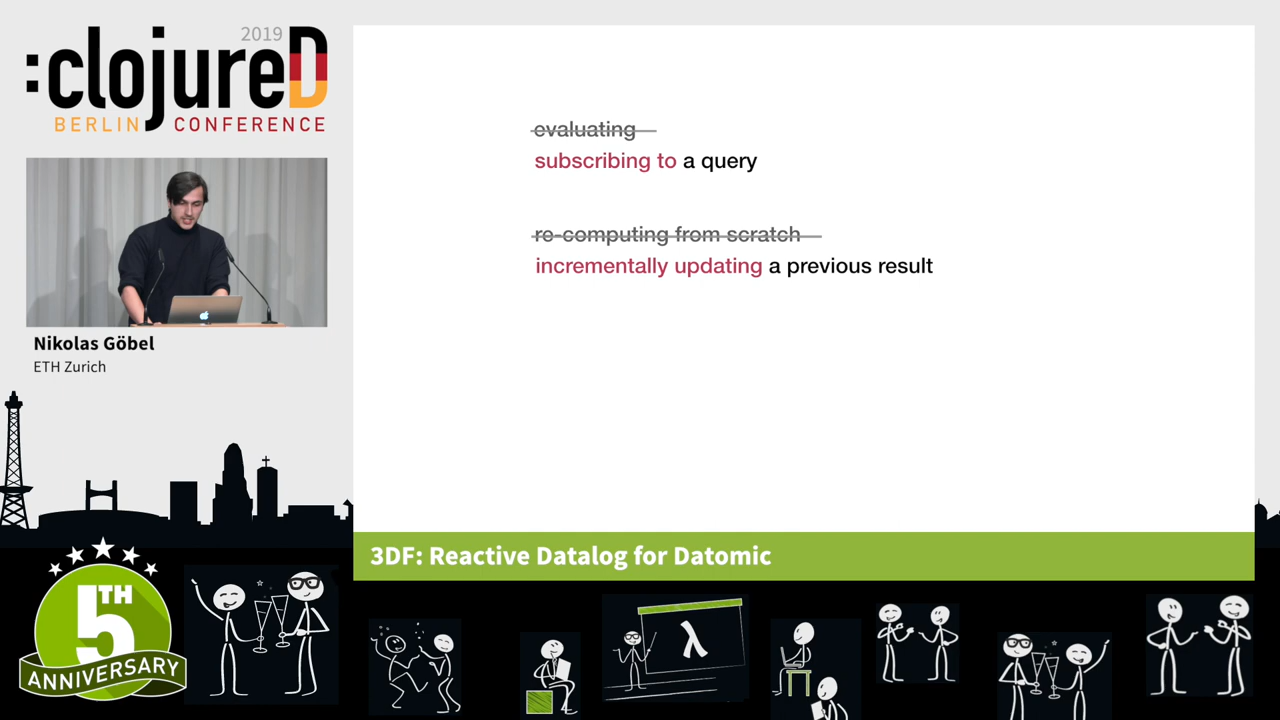 2019
:clojureD
BERLIN CONFERENCE
Nikolas Göbel
ETH Zurich
evaluating
subscribing to a query
re-computing from scratch
incrementally updating a previous result
3DF: Reactive Datalog for Datomic
5TH
ANNIVERSARY
λ